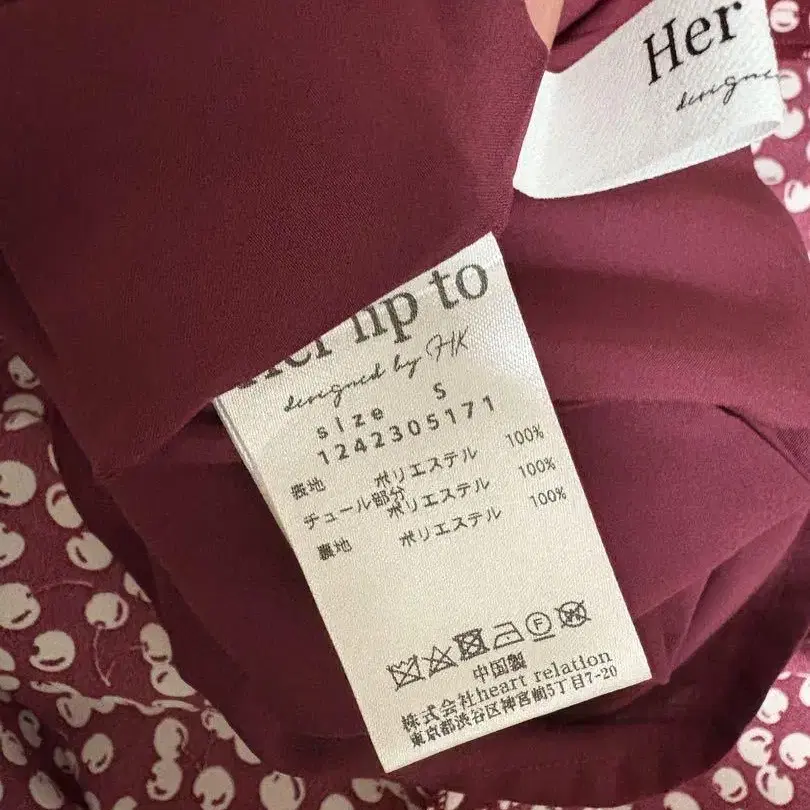 Her
Her lip to
designed by HK
size S
1242305171
表地 ポリエステル 100%
チュール部分 ポリエステル 100%
裏地 ポリエステル 100%
中国製
株式会社heart relation
東京都渋谷区神宮前5丁目7-20